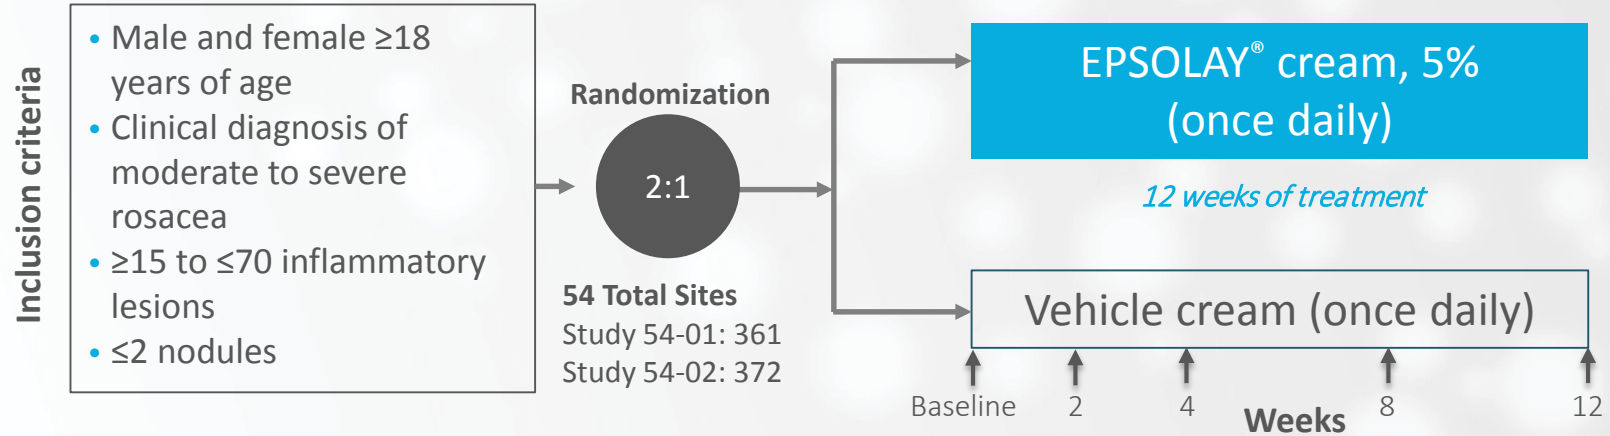 Inclusion criteria
• Male and female ≥18
years of age
• Clinical diagnosis of
moderate to severe
rosacea
• ≥15 to ≤70 inflammatory
lesions
• ≤2 nodules
Randomization
2:1
54 Total Sites
Study 54-01: 361
Study 54-02: 372
EPSOLAY® cream, 5%
(once daily)
12 weeks of treatment
Vehicle cream (once daily)
Baseline 2 4 8 12
Weeks